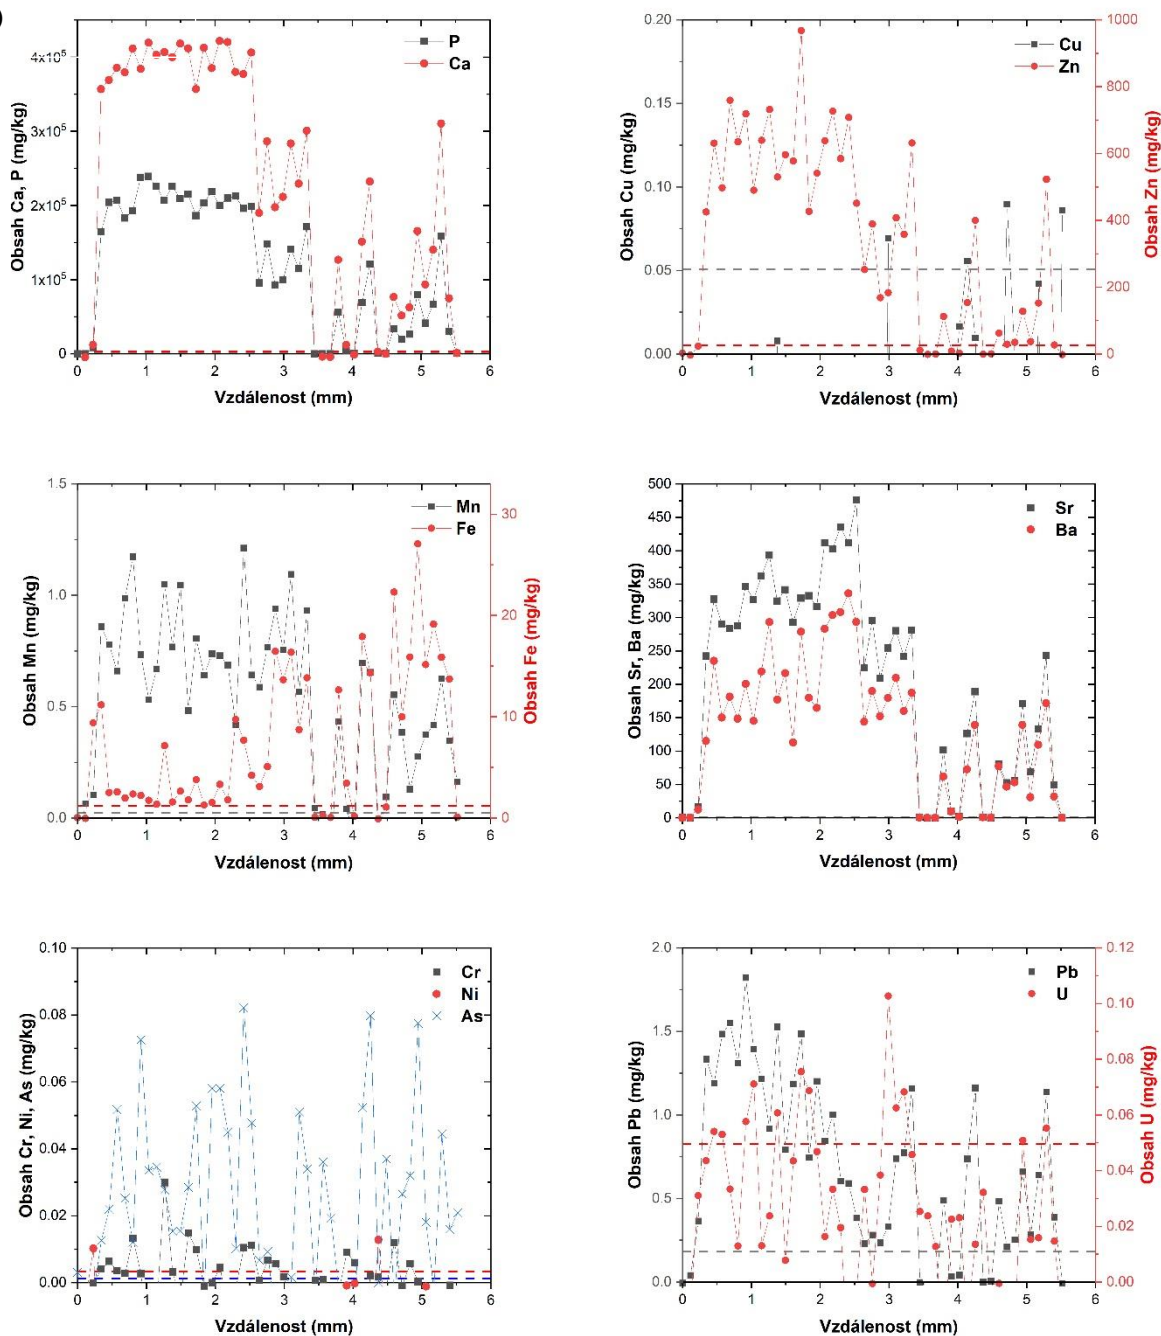 )
P
Ca
4x10⁵
3x10⁵
2x10⁵
1x10⁵
0
Obsah Ca, P (mg/kg)
0 1 2 3 4 5 6
Vzdálenost (mm)
Cu
Zn
0.20
0.15
0.10
0.05
0.00
Obsah Cu (mg/kg)
1000
800
600
400
200
0
Obsah Zn (mg/kg)
0 1 2 3 4 5 6
Vzdálenost (mm)
Mn
Fe
1.5
1.0
0.5
0.0
Obsah Mn (mg/kg)
30
20
10
0
Obsah Fe (mg/kg)
0 1 2 3 4 5 6
Vzdálenost (mm)
Sr
Ba
500
450
400
350
300
250
200
150
100
50
0
Obsah Sr, Ba (mg/kg)
0 1 2 3 4 5 6
Vzdálenost (mm)
Cr
Ni
As
0.10
0.08
0.06
0.04
0.02
0.00
Obsah Cr, Ni, As (mg/kg)
0 1 2 3 4 5 6
Vzdálenost (mm)
Pb
U
2.0
1.5
1.0
0.5
0.0
Obsah Pb (mg/kg)
0.12
0.10
0.08
0.06
0.04
0.02
0.00
Obsah U (mg/kg)
0 1 2 3 4 5 6
Vzdálenost (mm)